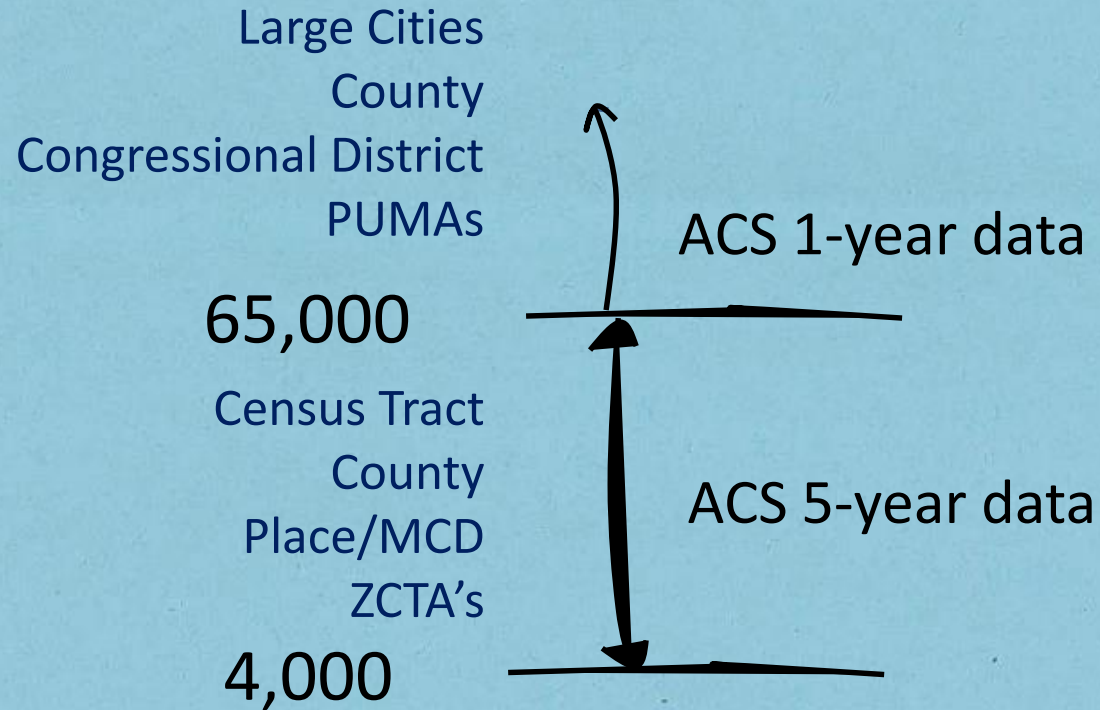 Large Cities
County
Congressional District
PUMAs
ACS 1-year data
65,000
Census Tract
County
ACS 5-year data
Place/MCD
ZCTA’s
4,000